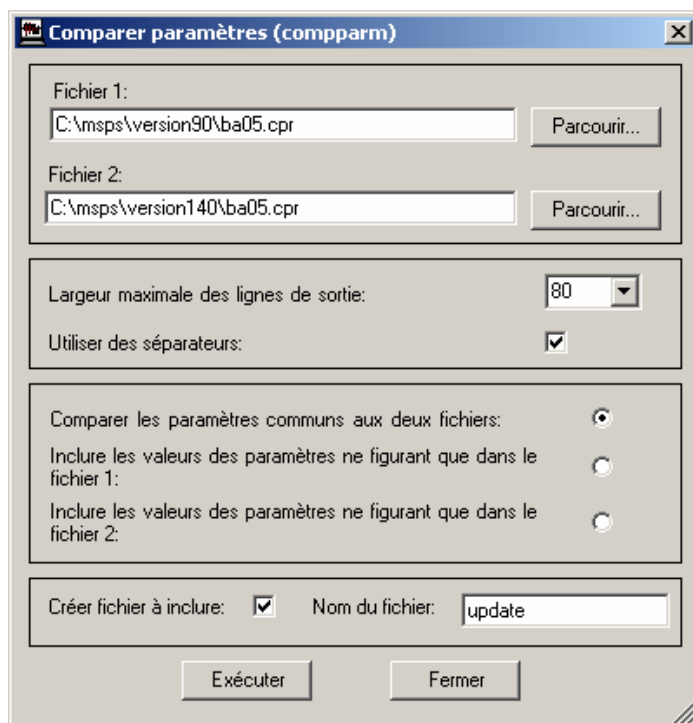 Comparer paramètres (compparm)
Fichier 1:
C:\msps\version90\ba05.cpr
Parcourir...
Fichier 2:
C:\msps\version140\ba05.cpr
Parcourir...
Largeur maximale des lignes de sortie:
80
Utiliser des séparateurs:
Comparer les paramètres communs aux deux fichiers:
Inclure les valeurs des paramètres ne figurant que dans le
fichier 1:
Inclure les valeurs des paramètres ne figurant que dans le
fichier 2:
Créer fichier à inclure:
Nom du fichier:
update
Exécuter
Fermer